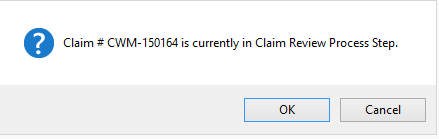 Claim # CWM-150164 is currently in Claim Review Process Step.
OK
Cancel